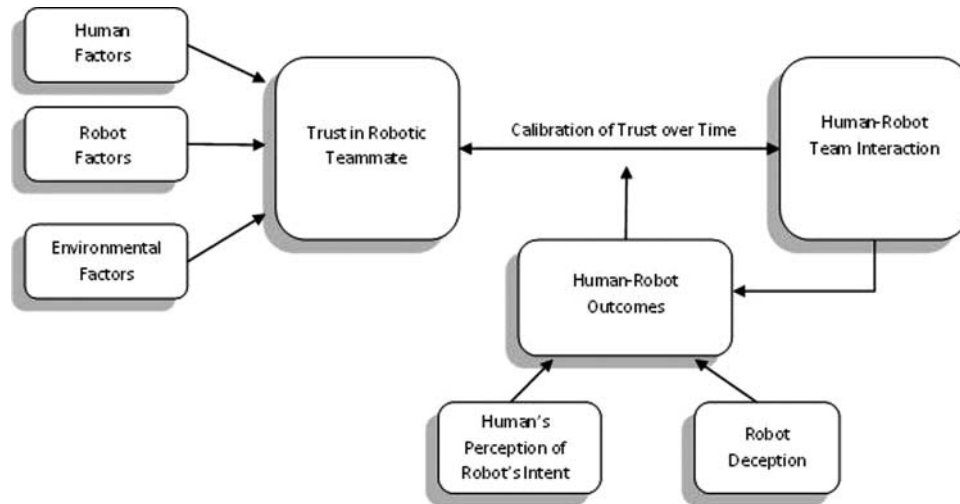 Human
Factors
Robot
Factors
Environmental
Factors
Trust in Robotic
Teammate
Calibration of Trust over Time
Human-Robot
Team Interaction
Human-Robot
Outcomes
Human's
Perception of
Robot's Intent
Robot
Deception